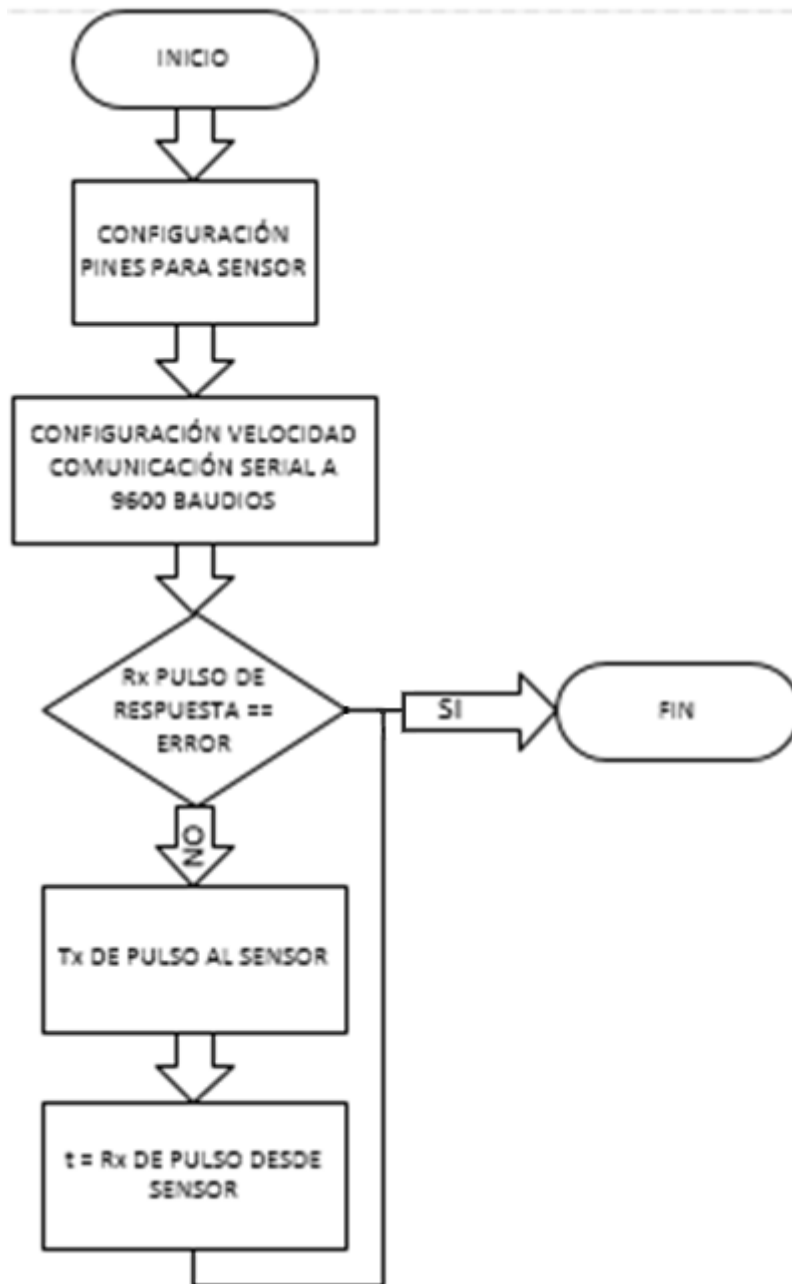 INICIO
CONFIGURACIÓN
PINES PARA SENSOR
CONFIGURACIÓN VELOCIDAD
COMUNICACIÓN SERIAL A
9600 BAUDIOS
Rx PULSO DE
RESPUESTA ==
ERROR
SI
FIN
NO
Tx DE PULSO AL SENSOR
t = Rx DE PULSO DESDE
SENSOR